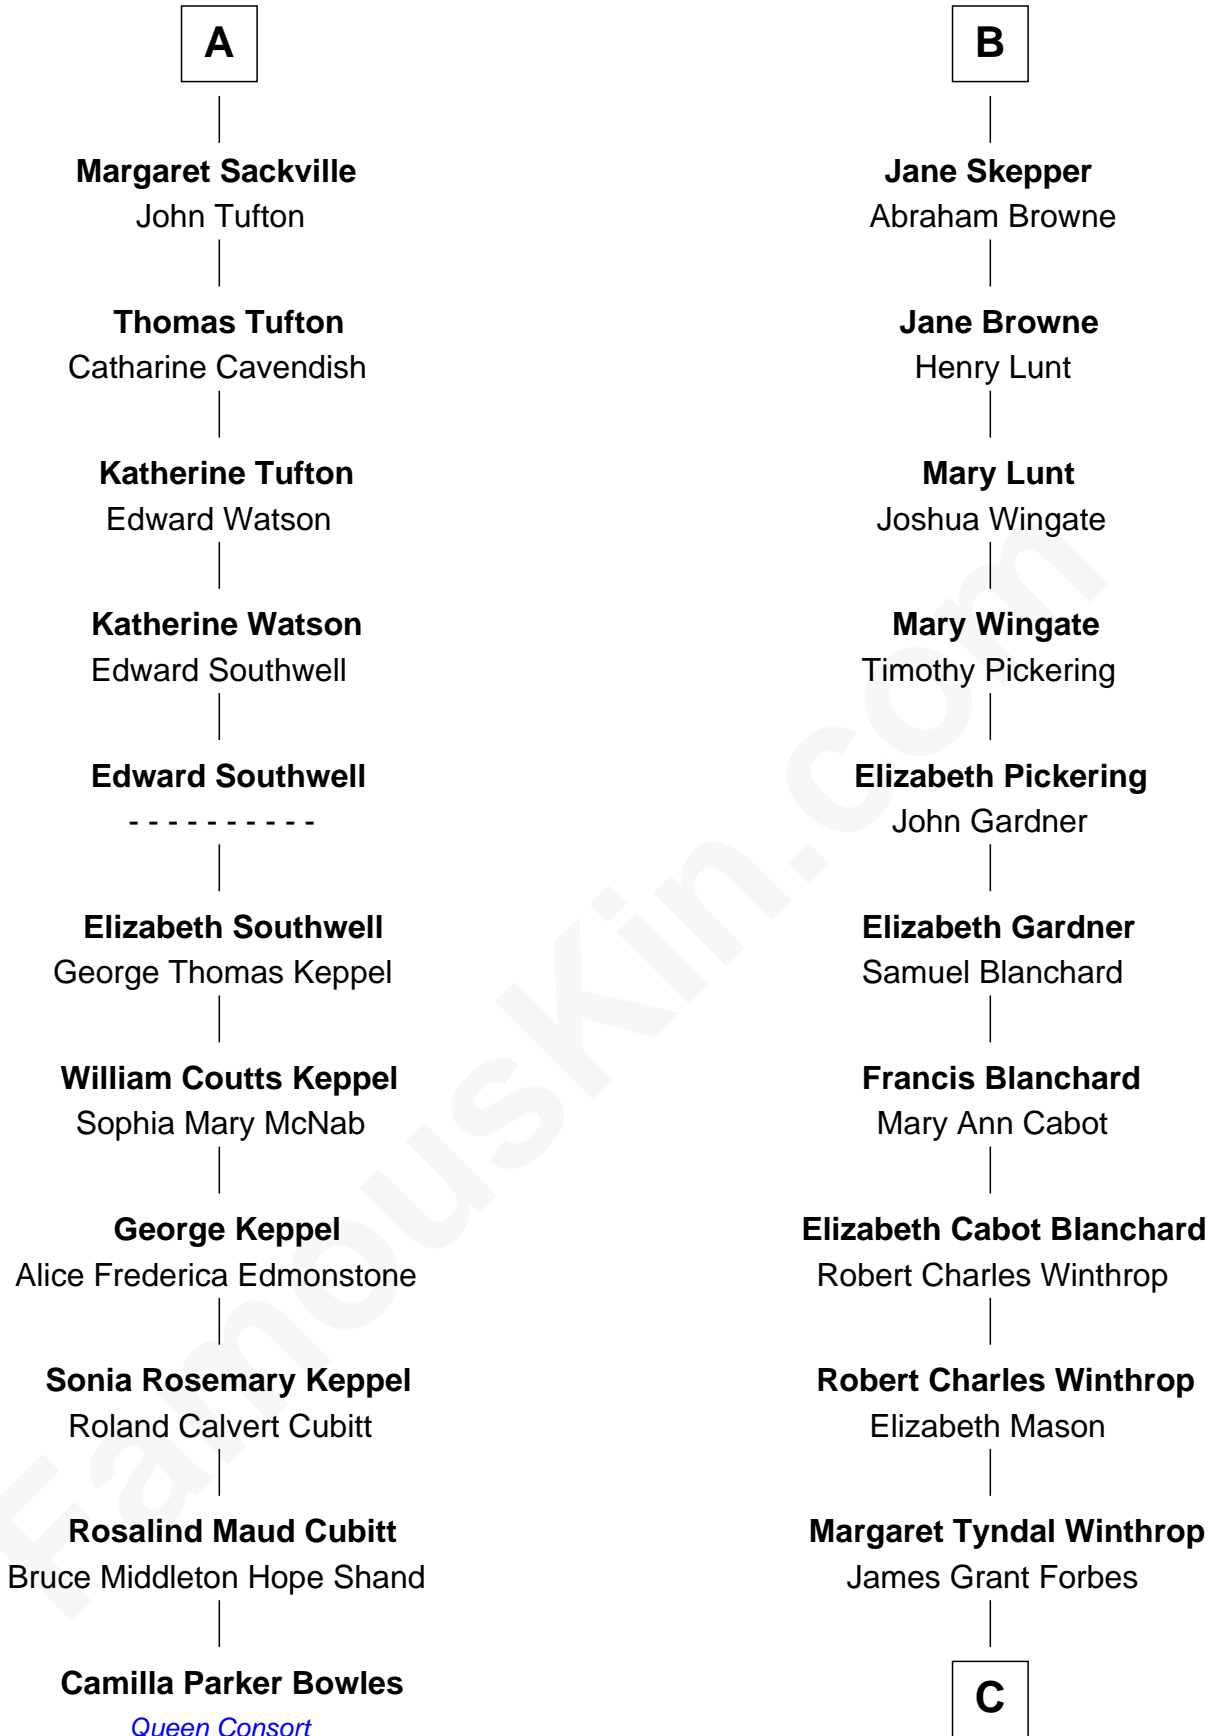 A
Margaret Sackville
John Tufton
Thomas Tufton
Catharine Cavendish
Katherine Tufton
Edward Watson
Katherine Watson
Edward Southwell
Edward Southwell
- - - - - - - - - -
Elizabeth Southwell
George Thomas Keppel
William Coutts Keppel
Sophia Mary McNab
George Keppel
Alice Frederica Edmonstone
Sonia Rosemary Keppel
Roland Calvert Cubitt
Rosalind Maud Cubitt
Bruce Middleton Hope Shand
Camilla Parker Bowles
Queen Consort
B
Jane Skepper
Abraham Browne
Jane Browne
Henry Lunt
Mary Lunt
Joshua Wingate
Mary Wingate
Timothy Pickering
Elizabeth Pickering
John Gardner
Elizabeth Gardner
Samuel Blanchard
Francis Blanchard
Mary Ann Cabot
Elizabeth Cabot Blanchard
Robert Charles Winthrop
Robert Charles Winthrop
Elizabeth Mason
Margaret Tyndal Winthrop
James Grant Forbes
C
FamousKin.com